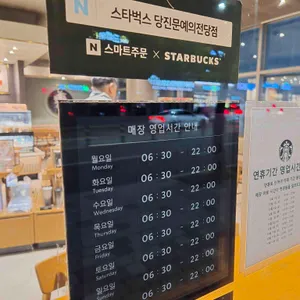 스타벅스 당진문예의전당점
N 스마트주문 × STARBUCKS
매장 영업시간 안내
월요일 06 : 30 - 22 : 00
Monday
화요일 06 : 30 - 22 : 00
Tuesday
수요일 06 : 30 - 22 : 00
Wednesday
목요일 06 : 30 - 22 : 00
Thursday
금요일 06 : 30 - 22 : 00
Friday
토요일 06 : 30 - 22 : 00
Saturday
일요일 06 : 30 - 22 : 00
연휴기간 영업시간